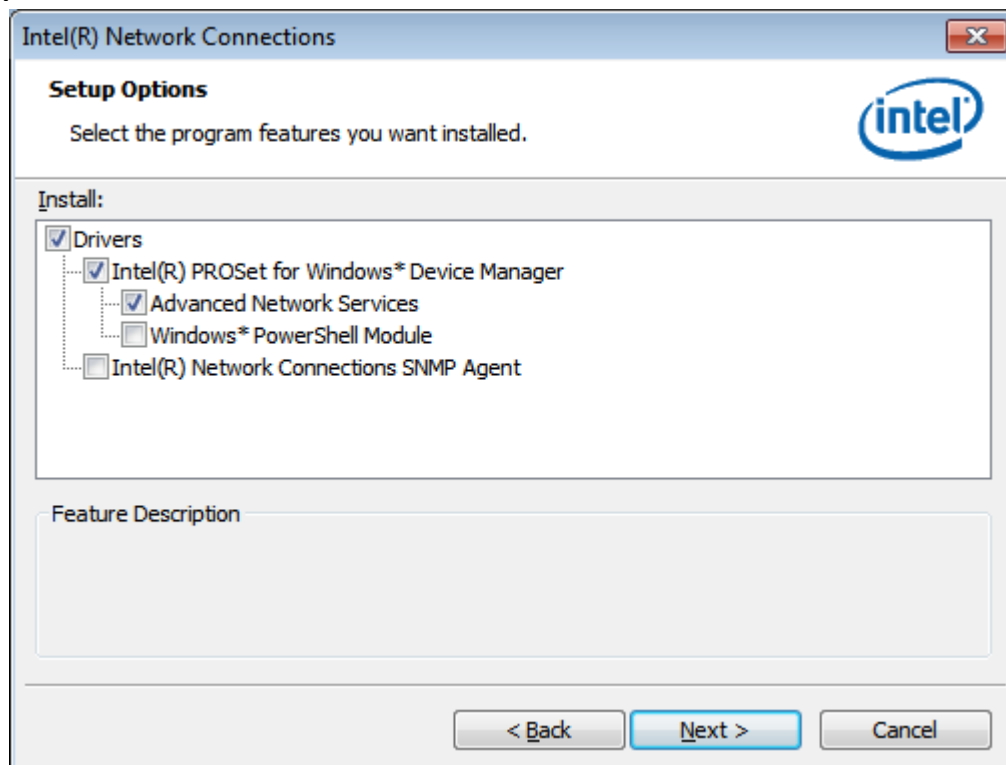 Intel(R) Network Connections
Setup Options
Select the program features you want installed.
intel
Install:
Drivers
Intel(R) PROSet for Windows* Device Manager
Advanced Network Services
Windows* PowerShell Module
Intel(R) Network Connections SNMP Agent
Feature Description
< Back Next > Cancel